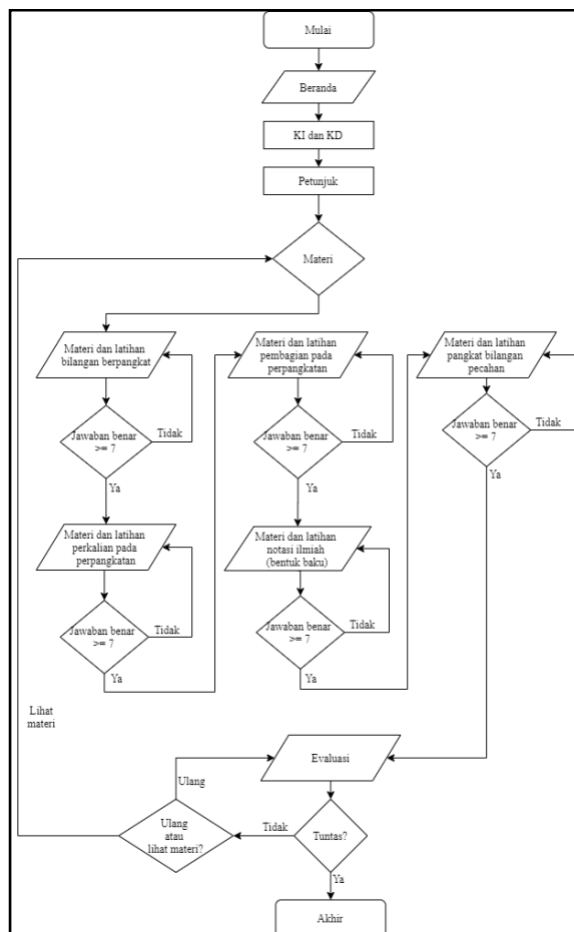 Mulai
Beranda
KI dan KD
Petunjuk
Materi
Materi dan latihan
bilangan berpangkat
Jawaban benar
>= 7
Tidak
Ya
Materi dan latihan
perkalian pada
perpangkatan
Jawaban benar
>= 7
Tidak
Ya
Materi dan latihan
pembagian pada
perpangkatan
Jawaban benar
>= 7
Tidak
Ya
Materi dan latihan
notasi ilmiah
(bentuk baku)
Jawaban benar
>= 7
Tidak
Ya
Materi dan latihan
pangkat bilangan
pecahan
Jawaban benar
>= 7
Tidak
Ya
Lihat
materi
Evaluasi
Ulang
Ulang
atau
lihat materi?
Tidak
Tuntas?
Ya
Akhir